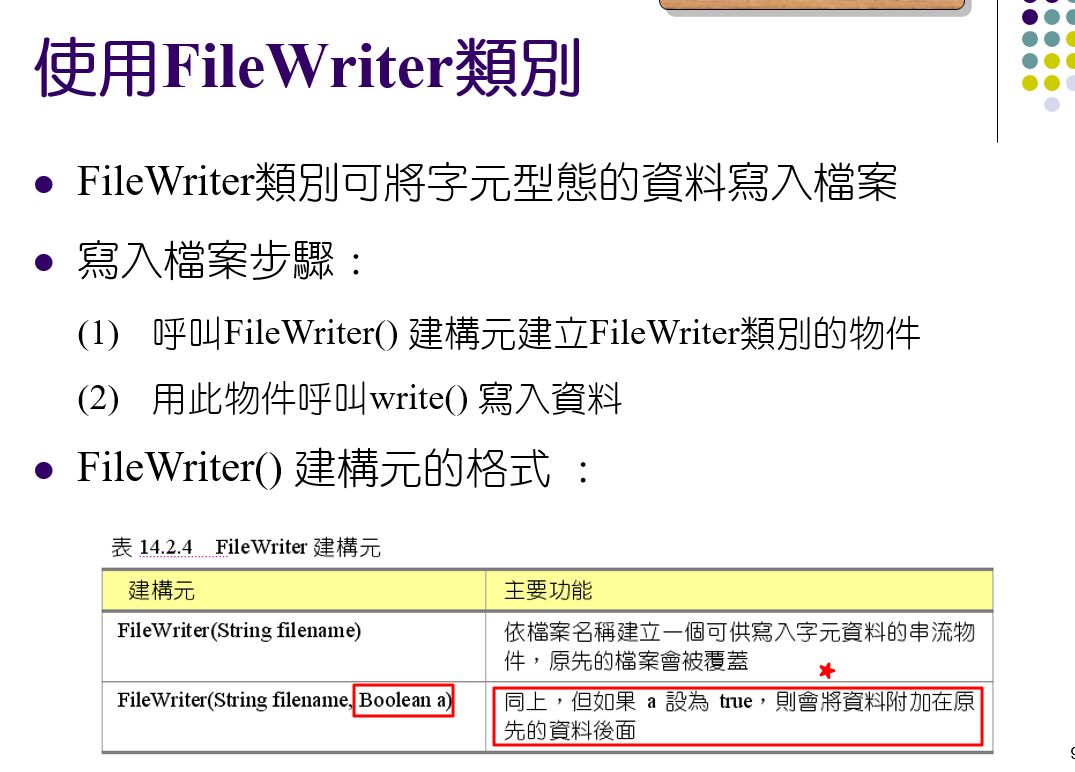 使用FileWriter類別
FileWriter類別可將字元型態的資料寫入檔案
寫入檔案步驟：
(1) 呼叫FileWriter() 建構元建立FileWriter類別的物件
(2) 用此物件呼叫write() 寫入資料
FileWriter() 建構元的格式 ：
表 14.2.4 FileWriter 建構元
建構元 主要功能
FileWriter(String filename) 依檔案名稱建立一個可供寫入字元資料的串流物
件，原先的檔案會被覆蓋
FileWriter(String filename, Boolean a) 同上，但如果 a 設為 true，則會將資料附加在原
先的資料後面